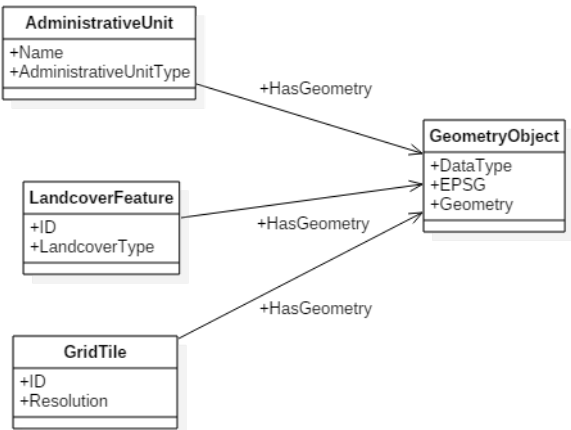 AdministrativeUnit
+Name
+AdministrativeUnitType
+HasGeometry
GeometryObject
+DataType
+EPSG
+Geometry
LandcoverFeature
+ID
+LandcoverType
+HasGeometry
+HasGeometry
GridTile
+ID
+Resolution